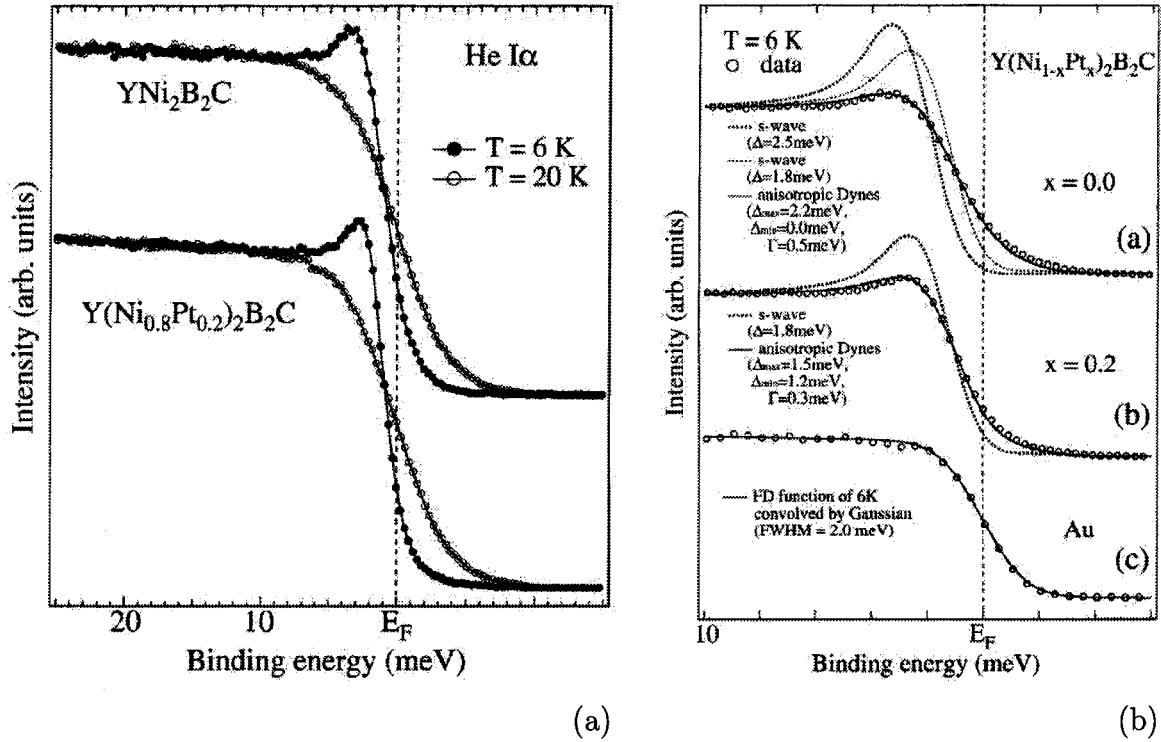 He Iα
YNi₂B₂C
T = 6 K
T = 20 K
Y(Ni₀.₈Pt₀.₂)₂B₂C
Intensity (arb. units)
20
10
E_F
Binding energy (meV)
(a)
T = 6 K
data
Y(Ni₁₋ₓPtₓ)₂B₂C
s-wave
(Δ=2.5meV)
s-wave
(Δ=1.8meV)
anisotropic Dynes
(Δmax=2.2meV,
Δmin=0.0meV,
Γ=0.5meV)
x = 0.0
(a)
s-wave
(Δ=1.8meV)
anisotropic Dynes
(Δmax=1.5meV,
Δmin=1.2meV,
Γ=0.3meV)
x = 0.2
(b)
FD function of 6K
convolved by Gaussian
(FWHM = 2.0 meV)
Au
(c)
Intensity (arb. units)
10
E_F
Binding energy (meV)
(b)